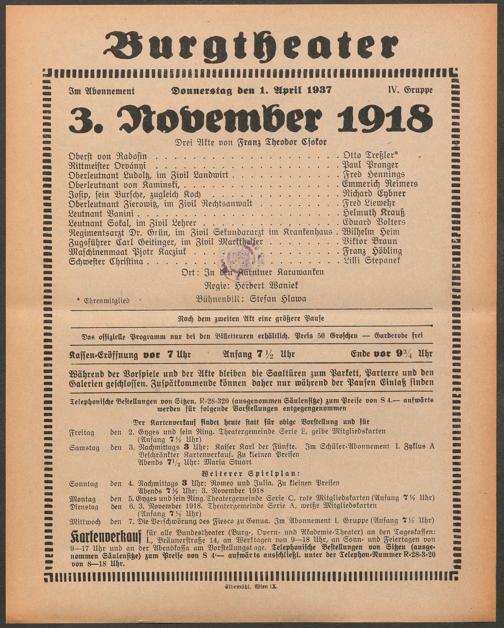 Burgtheater
Im Abonnement Donnerstag den 1. April 1937 IV. Gruppe
3. November 1918
Drei Akte von Franz Theodor Csokor
Oberst von Radosin Otto Treßler*
Rittmeister Orványi Paul Pranger
Oberleutnant Ludoltz, im Zivil Landwirt Fred Hennings
Oberleutnant von Kaminski, Emmerich Reimers
Josip, sein Bursche, zugleich Koch Richard Eybner
Oberleutnant Zierowitz, im Zivil Rechtsanwalt Fred Liewehr
Leutnant Vanini Helmuth Krauß
Leutnant Sokal, im Zivil Lehrer Eduard Volters
Regimentsarzt Dr. Grün, im Zivil Sekundararzt im Krankenhaus Wilhelm Heim
Zugsführer Carl Geitinger, im Zivil Markthelfer Viktor Braun
Maschinenmaat Pjotr Kacziuk Franz Höbling
Schwester Christina Lilli Stepanek
Ort: In den Kärntner Karawanken
Regie: Herbert Waniek
* Ehrenmitglied Bühnenbild: Stefan Hlawa
Nach dem zweiten Akt eine größere Pause
Das offizielle Programm nur bei den Billetteuren erhältlich. Preis 50 Groschen — Garderobe frei
Kassen-Eröffnung vor 7 Uhr Anfang 7½ Uhr Ende vor 9¾ Uhr
Während der Vorspiele und der Akte bleiben die Saaltüren zum Parkett, Parterre und den
Galerien geschlossen. Zuspätkommende können daher nur während der Pausen Einlaß finden
Telephonische Bestellungen von Sitzen, R-28-320 (ausgenommen Säulensitze) zum Preise von S 4.— aufwärts
werden für folgende Vorstellungen entgegengenommen
Der Kartenverkauf findet heute statt für obige Vorstellung und für
Freitag den 2. Gyges und sein Ring. Theatergemeinde Serie E, gelbe Mitgliedskarten
(Anfang 7½ Uhr)
Samstag den 3. Nachmittags 3 Uhr: Kaiser Karl der Fünfte. Im Schüler-Abonnement I. Zyklus A
Beschränkter Kartenverkauf. Zu kleinen Preisen
Abends 7½ Uhr: Maria Stuart
Weiterer Spielplan:
Sonntag den 4. Nachmittags 3 Uhr: Romeo und Julia. Zu kleinen Preisen
Abends 7½ Uhr: 3. November 1918
Montag den 5. Gyges und sein Ring. Theatergemeinde Serie C, rote Mitgliedskarten (Anfang 7½ Uhr)
Dienstag den 6. 3. November 1918. Theatergemeinde Serie A, weiße Mitgliedskarten
(Anfang 7½ Uhr)
Mittwoch den 7. Die Verschwörung des Fiesco zu Genua. Im Abonnement I. Gruppe (Anfang 7½ Uhr)
Kartenverkauf für alle Bundestheater (Burg-, Opern- und Akademie-Theater) an den Tageskassen:
I., Bräunerstraße 14, an Werktagen von 9—18 Uhr, an Sonn- und Feiertagen von
9—17 Uhr und an der Abendkassa am Vorstellungstage. Telephonische Bestellungen von Sitzen (ausge-
nommen Säulensitze) zum Preise von S 4— aufwärts ausschließl. unter der Telephon-Nummer R-28-3-20
von 8—18 Uhr.
Elbemühl, Wien IX.